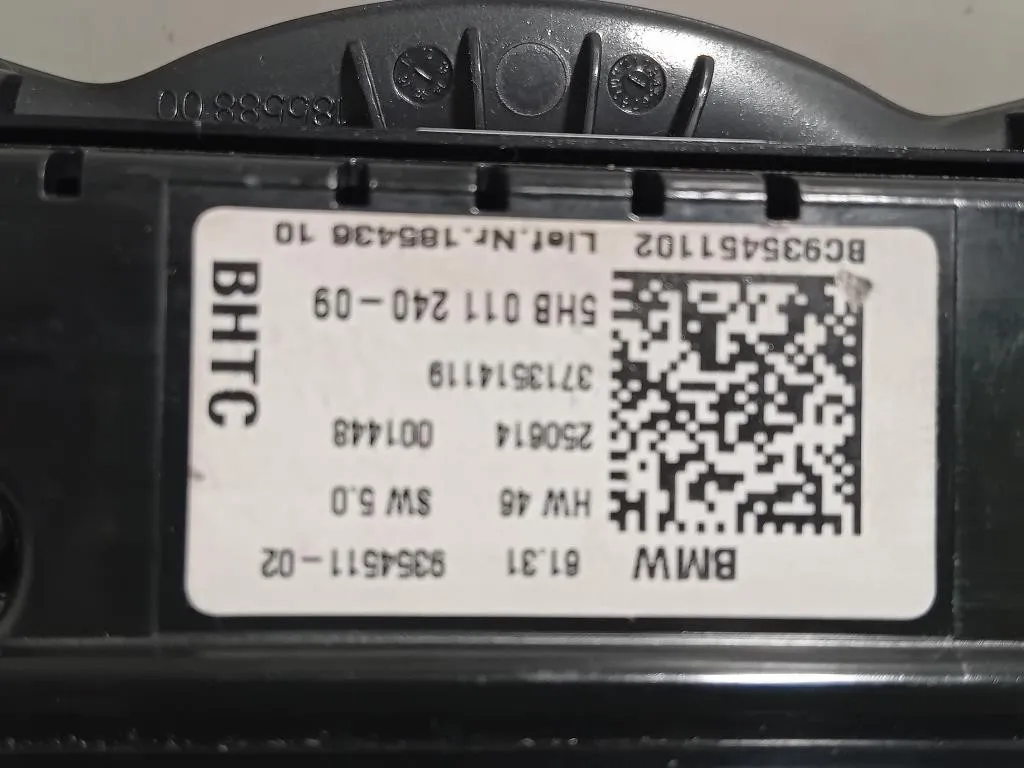 BMW 61.31 9354511-02
HW 46 SW 5.0
250614 001448
3713514119
5HB 011 240-09
BC935451102 Lief.Nr.185436 10
BHTC